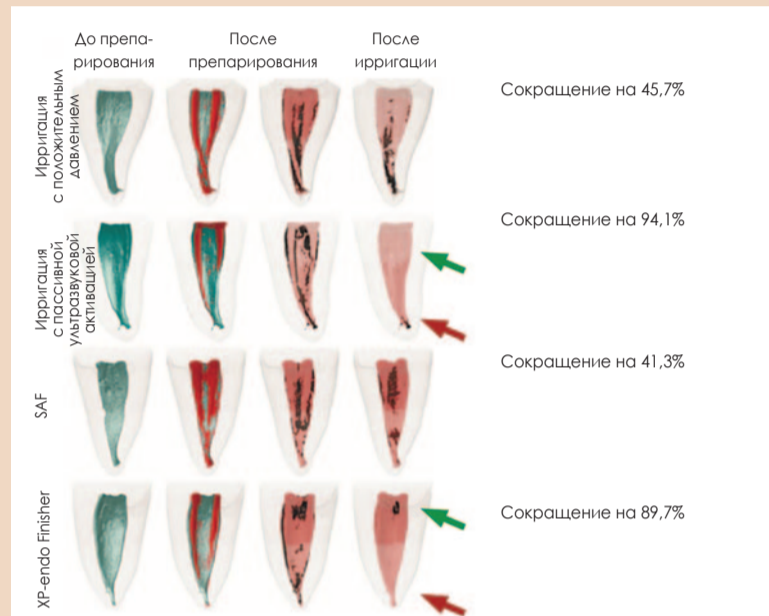 До препа-
рирования
После
препарирования
После
ирригации
Ирригация
с положительным
давлением
Сокращение на 45,7%
Ирригация
с пассивной
ультразвуковой
активацией
Сокращение на 94,1%
SAF
Сокращение на 41,3%
XP-endo Finisher
Сокращение на 89,7%